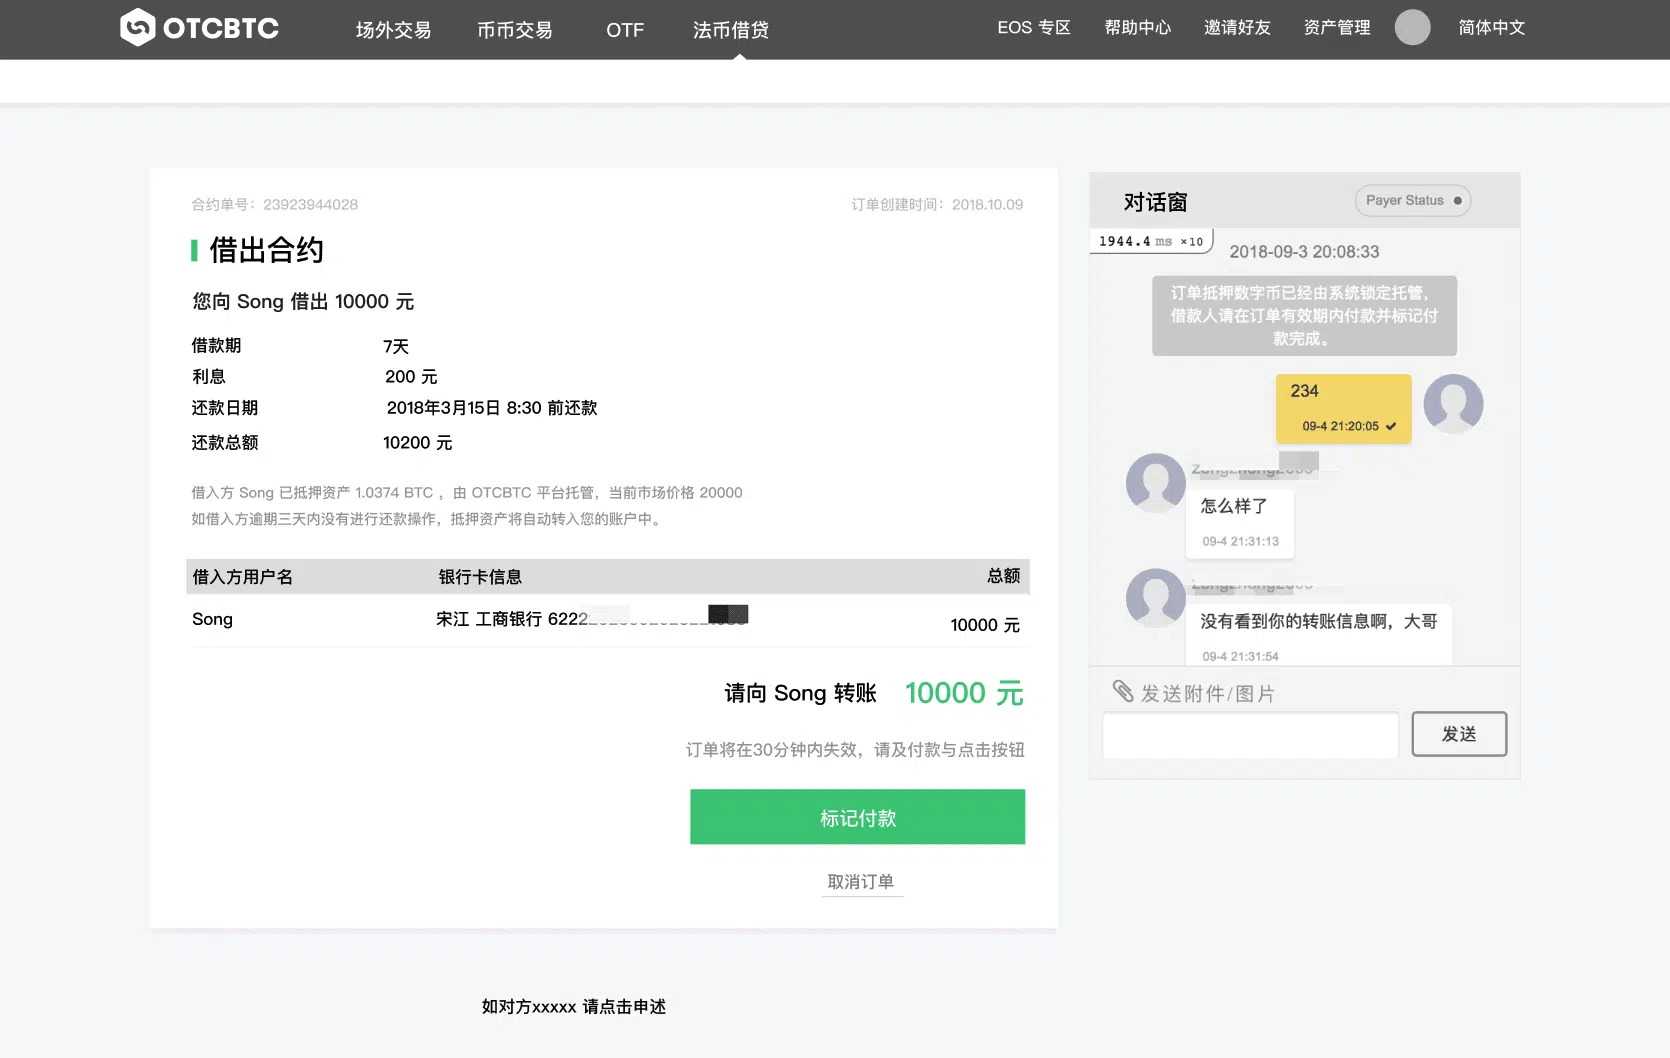 OTCBTC
场外交易
币币交易
OTF
法币借贷
EOS 专区
帮助中心
邀请好友
资产管理
简体中文
合约单号：23923944028
订单创建时间：2018.10.09
借出合约
您向 Song 借出 10000 元
借款期 7天
利息 200 元
还款日期 2018年3月15日 8:30 前还款
还款总额 10200 元
借入方 Song 已抵押资产 1.0374 BTC ，由 OTCBTC 平台托管，当前市场价格 20000
如借入方逾期三天内没有进行还款操作，抵押资产将自动转入您的账户中。
借入方用户名 银行卡信息 总额
Song 宋江 工商银行 6222 10000 元
请向 Song 转账 10000 元
订单将在30分钟内失效，请及付款与点击按钮
标记付款
取消订单
如对方xxxxx 请点击申述
对话窗
Payer Status
1944.4 ms ×10
2018-09-3 20:08:33
订单抵押数字币已经由系统锁定托管，
借款人请在订单有效期内付款并标记付
款完成。
234
09-4 21:20:05
怎么样了
09-4 21:31:13
没有看到你的转账信息啊，大哥
09-4 21:31:54
发送附件/图片
发送